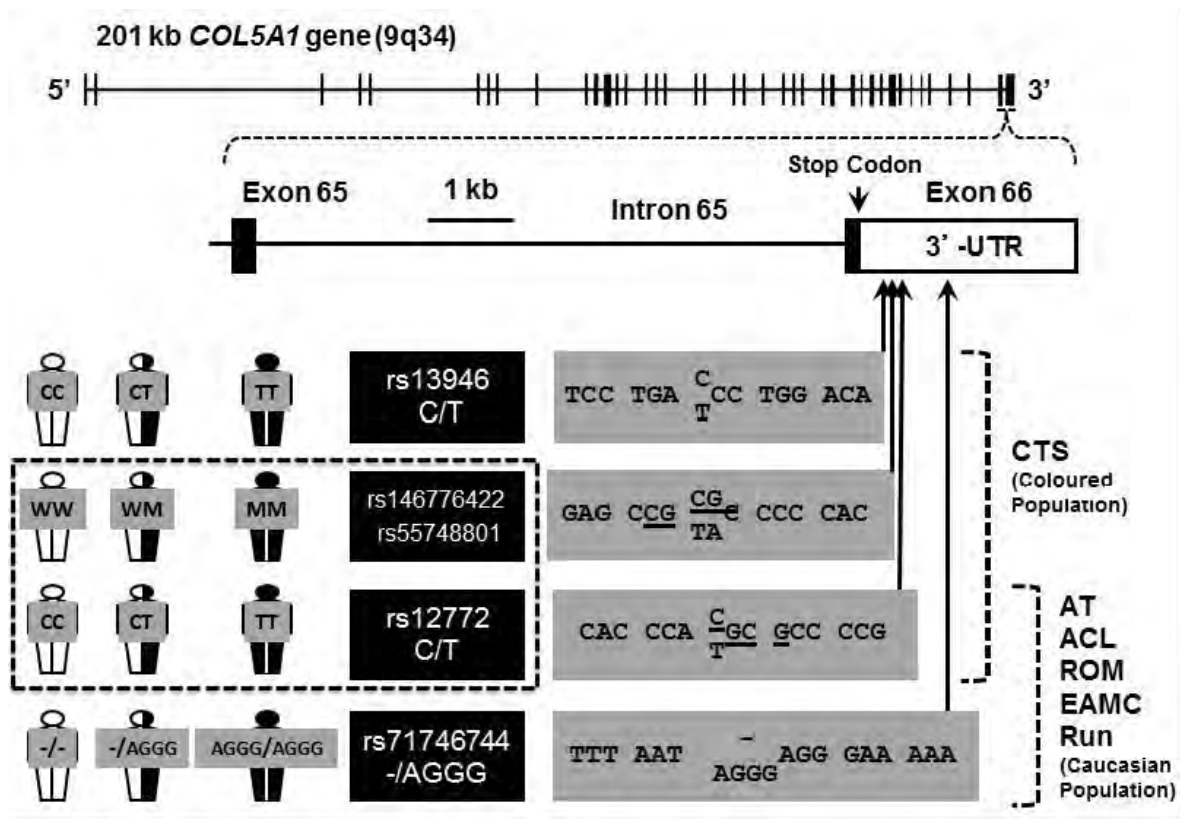 201 kb COL5A1 gene (9q34)
5’ 3’
Stop Codon
Exon 65 1 kb Intron 65 Exon 66
3’ -UTR
CC CT TT rs13946 C/T TCC TGA C/T CC TGG ACA
WW WM MM rs146776422 rs55748801 GAG CCG CG/TA C CCC CAC
CC CT TT rs12772 C/T CAC CCA C/T GC GCC CCG
-/- -/AGGG AGGG/AGGG rs71746744 -/AGGG TTT AAT -/AGGG AGG GAA AAA
CTS
(Coloured
Population)
AT
ACL
ROM
EAMC
Run
(Caucasian
Population)